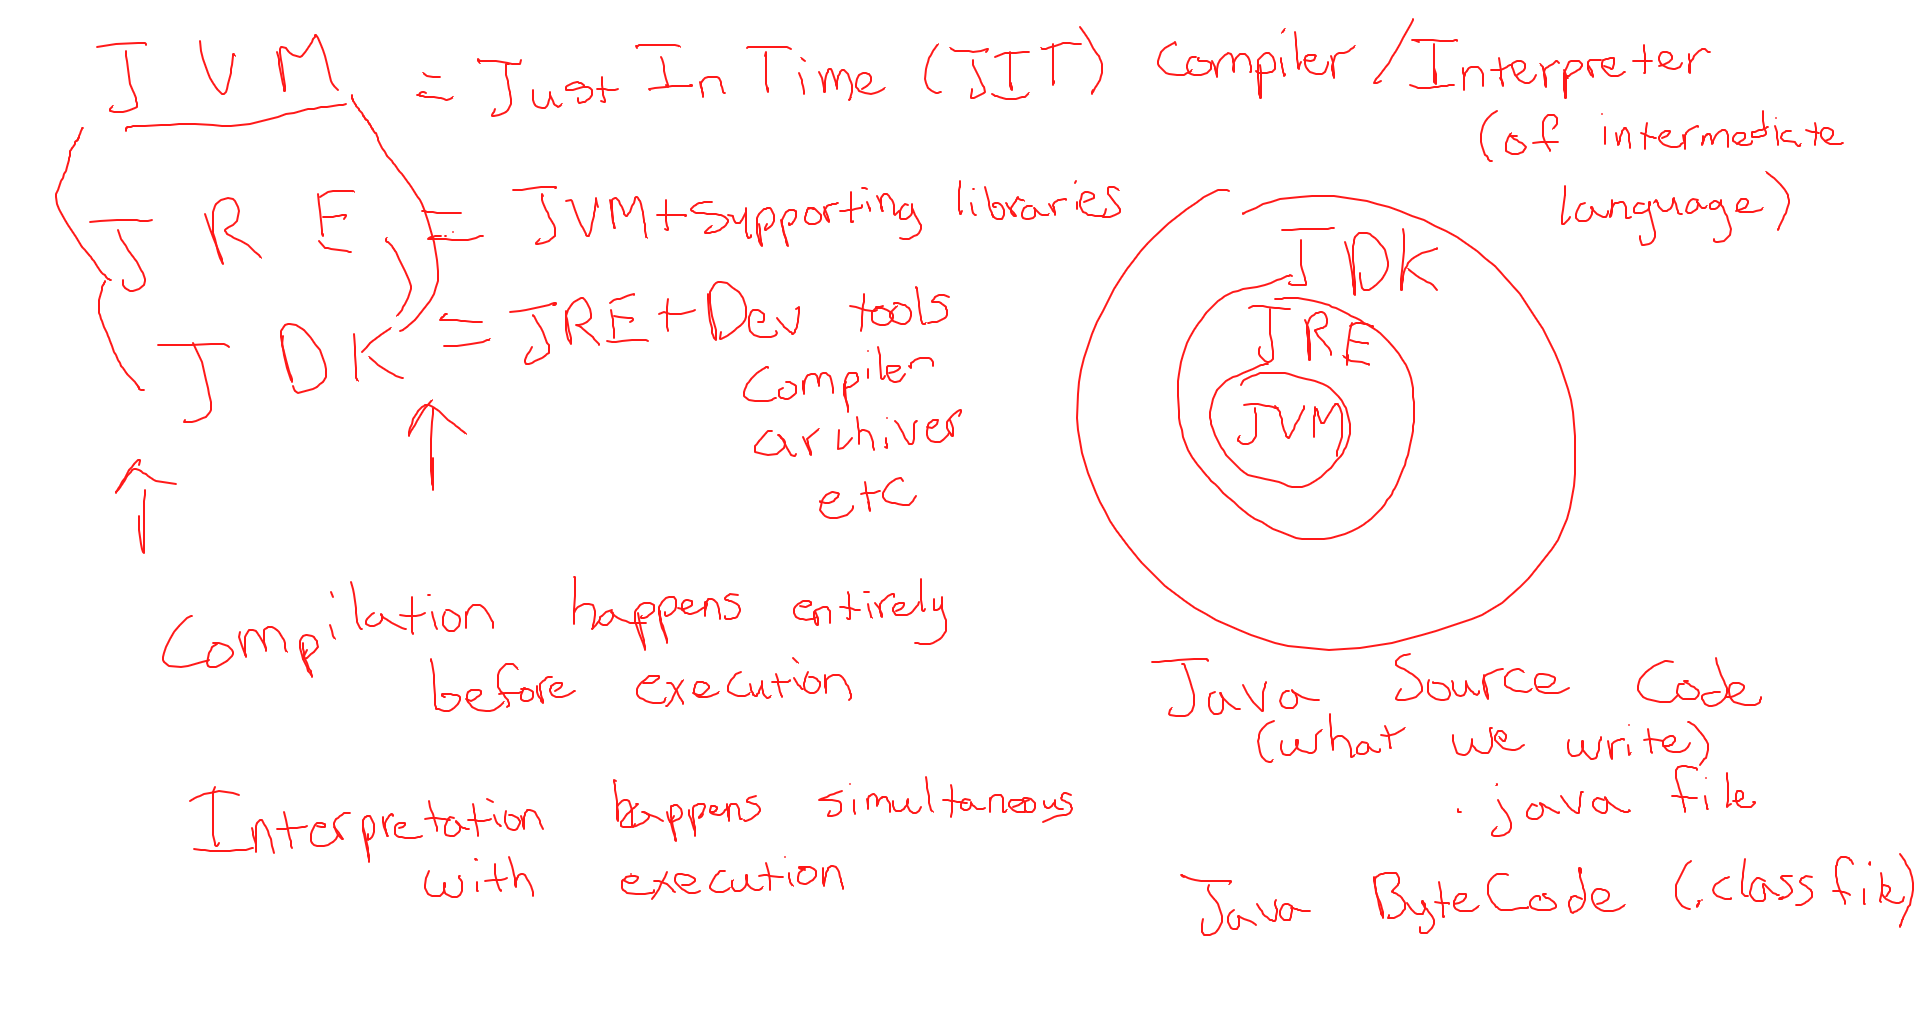 JVM = Just In Time (JIT) Compiler / Interpreter
(of intermediate
language)
JRE = JVM + Supporting libraries
JDK = JRE + Dev tools
Compiler
archiver
etc
JDK
JRE
JVM
Compilation happens entirely
before execution
Interpretation happens simultaneous
with execution
Java Source Code
(what we write)
.java file
Java ByteCode (.class file)